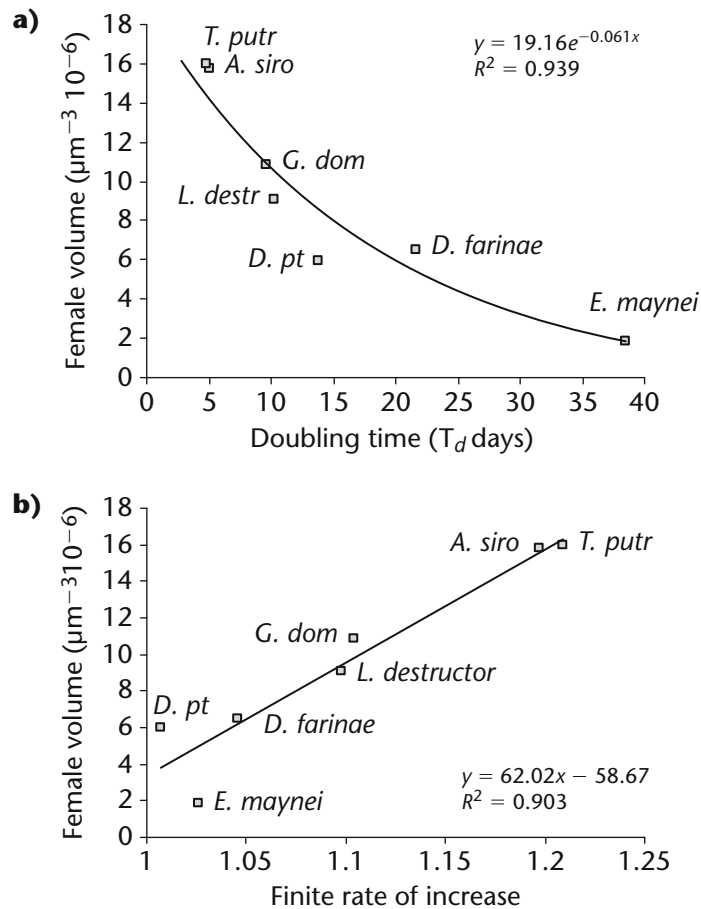 a)
18
16
14
12
10
8
6
4
2
0
Female volume (µm⁻³ 10⁻⁶)
T. putr
A. siro
y = 19.16e⁻⁰·⁰⁶¹ˣ
R² = 0.939
G. dom
L. destr
D. pt
D. farinae
E. maynei
0 5 10 15 20 25 30 35 40
Doubling time (T_d days)
b)
18
16
14
12
10
8
6
4
2
0
Female volume (µm⁻³10⁻⁶)
A. siro
T. putr
G. dom
L. destructor
D. pt
D. farinae
E. maynei
y = 62.02x − 58.67
R² = 0.903
1 1.05 1.1 1.15 1.2 1.25
Finite rate of increase